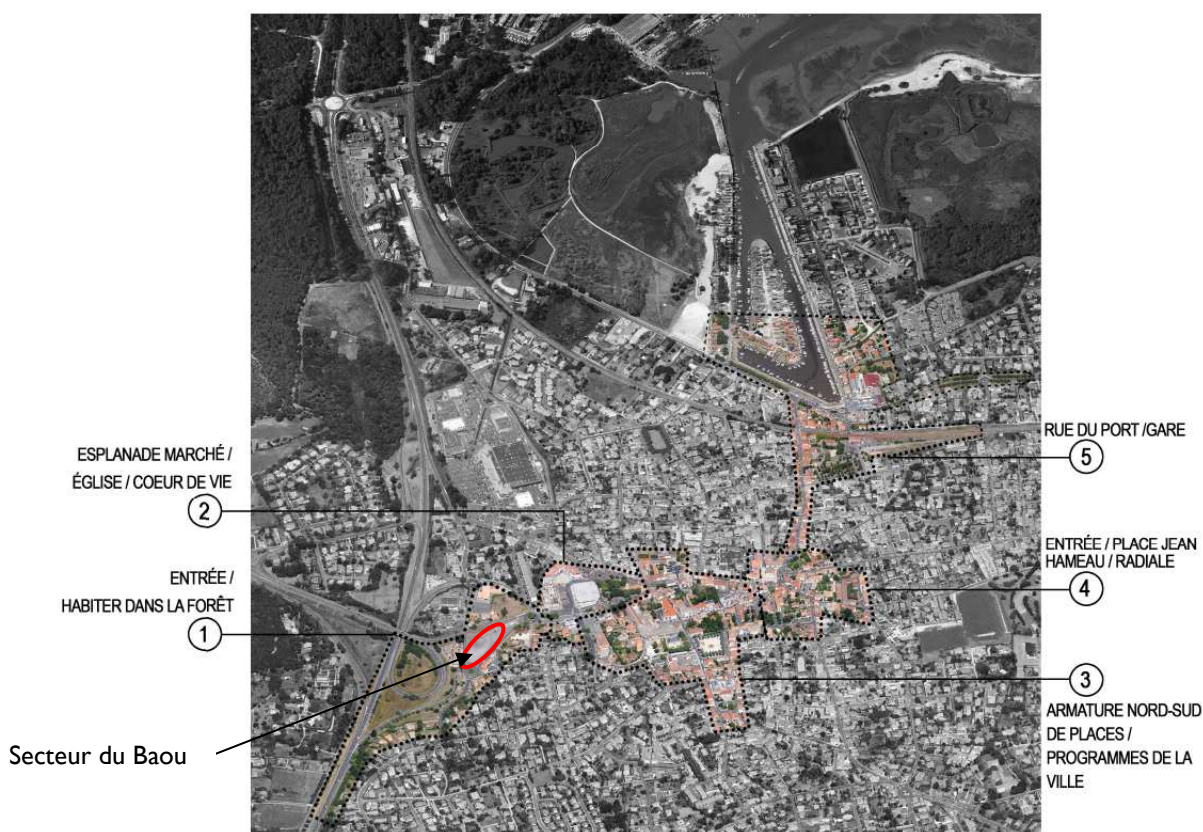 ESPLANADE MARCHÉ /
ÉGLISE / COEUR DE VIE
2
ENTRÉE /
HABITER DANS LA FORÊT
1
Secteur du Baou
RUE DU PORT /GARE
5
ENTRÉE / PLACE JEAN
HAMEAU / RADIALE
4
3
ARMATURE NORD-SUD
DE PLACES /
PROGRAMMES DE LA
VILLE